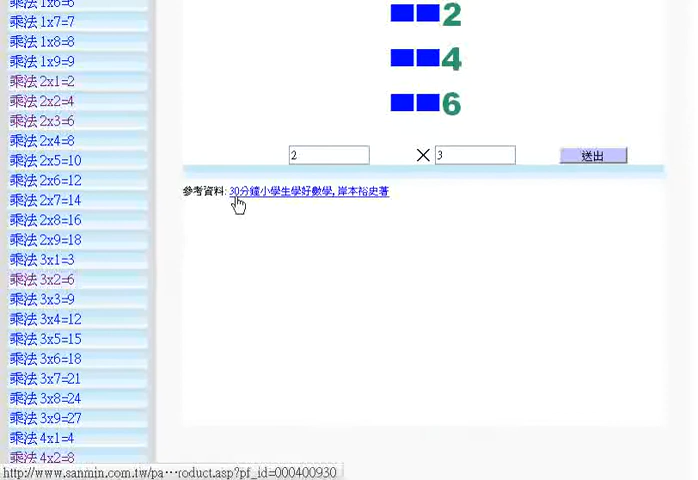 乘法 1x6=6
乘法 1x7=7
乘法 1x8=8
乘法 1x9=9
乘法 2x1=2
乘法 2x2=4
乘法 2x3=6
乘法 2x4=8
乘法 2x5=10
乘法 2x6=12
乘法 2x7=14
乘法 2x8=16
乘法 2x9=18
乘法 3x1=3
乘法 3x2=6
乘法 3x3=9
乘法 3x4=12
乘法 3x5=15
乘法 3x6=18
乘法 3x7=21
乘法 3x8=24
乘法 3x9=27
乘法 4x1=4
乘法 4x2=8
2
4
6
2 × 3 送出
參考資料: 30分鐘小學生學好數學, 岸本裕史著
http://www.sanmin.com.tw/pa…roduct.asp?pf_id=000400930